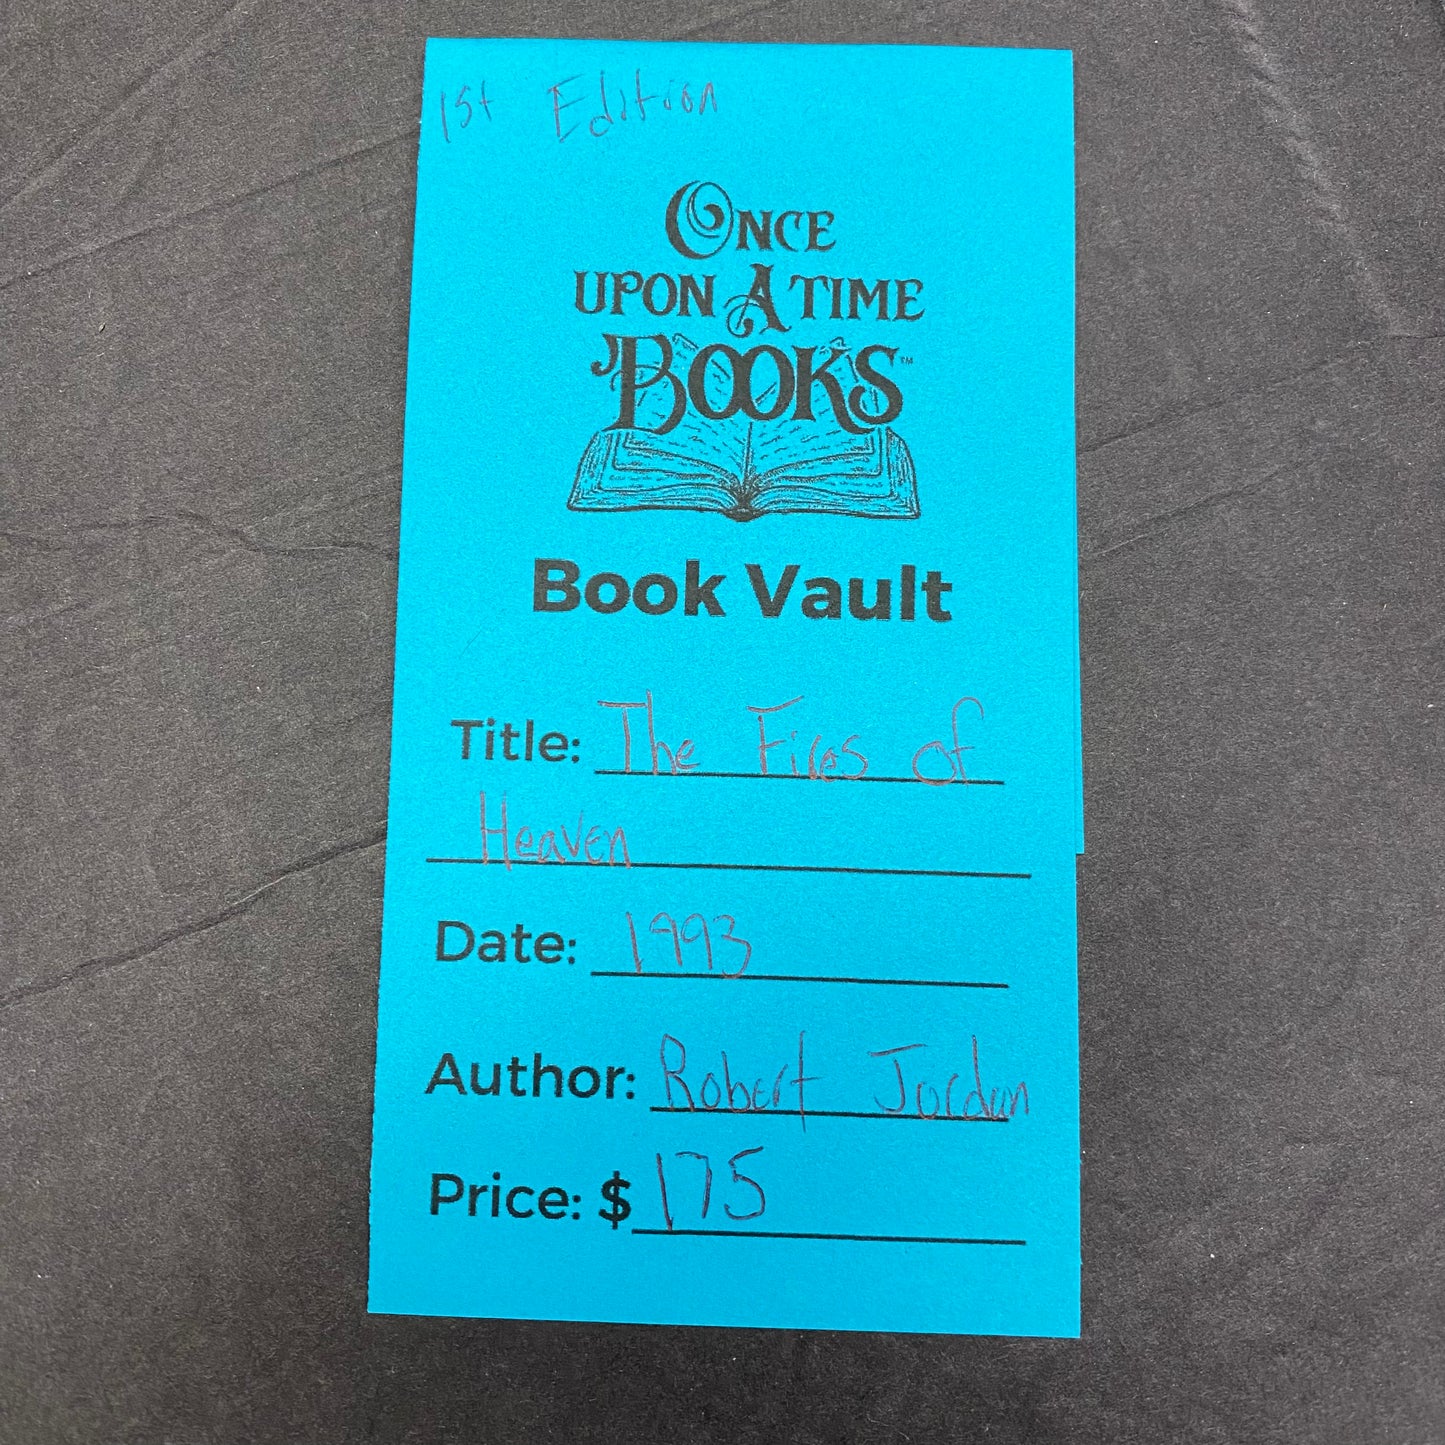 1st Edition
ONCE
UPON A TIME
BOOKS™
Book Vault
Title: The Fires of
Heaven
Date: 1993
Author: Robert Jordan
Price: $175